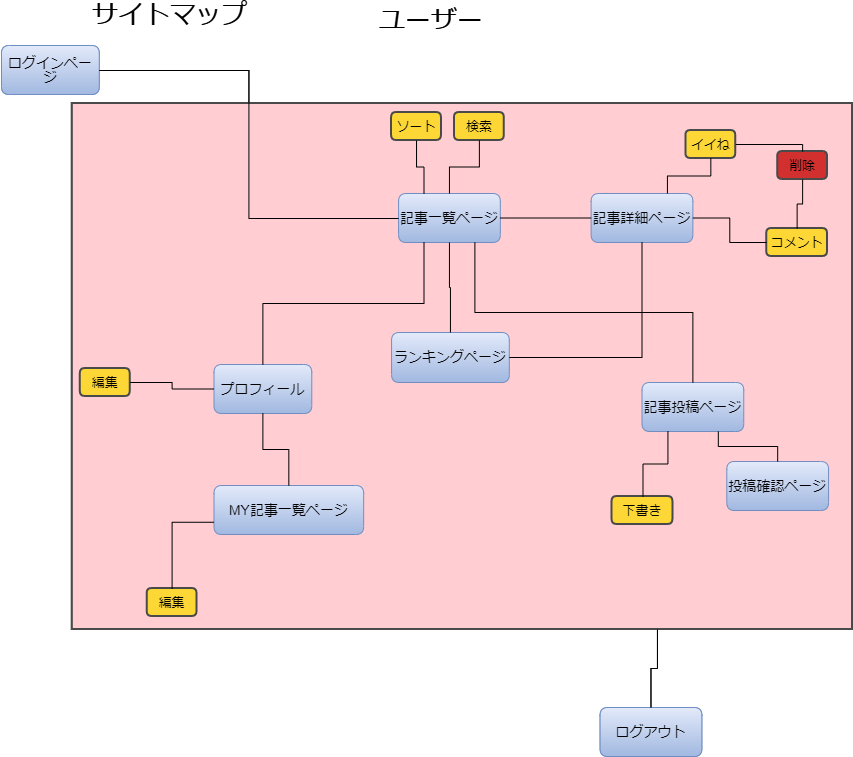 サイトマップ
ユーザー
ログインペー
ジ
ソート
検索
イイね
削除
記事一覧ページ
記事詳細ページ
コメント
ランキングページ
編集
プロフィール
記事投稿ページ
投稿確認ページ
MY記事一覧ページ
下書き
編集
ログアウト